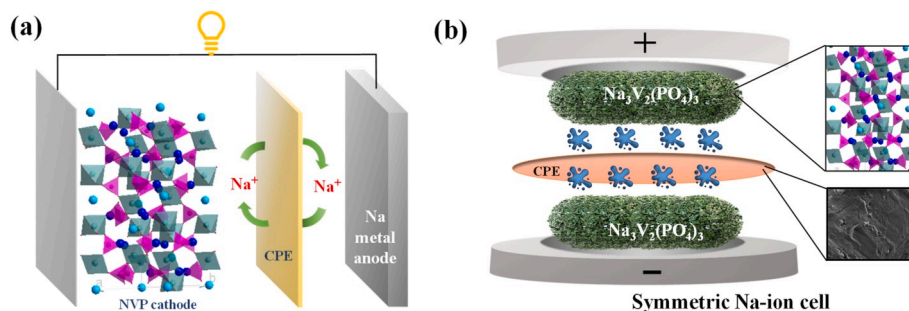 (a)
Na+
Na+
CPE
Na
metal
anode
NVP cathode
(b)
+
Na3V2(PO4)3
CPE
Na3V2(PO4)3
−
Symmetric Na-ion cell